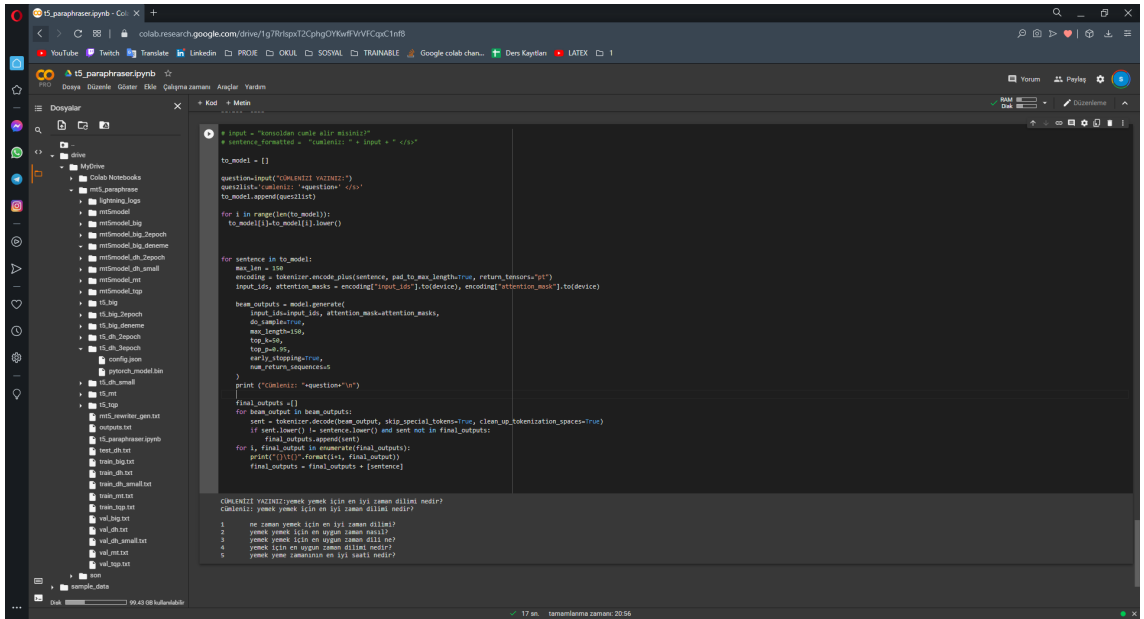 t5_paraphraser.ipynb - Col
colab.research.google.com/drive/1g7RrlspxT2CphgOYKwfFVrVFCqxC1nf8
YouTube Twitch Translate Linkedin PROJE OKUL SOSYAL TRAINABLE Google colab chan... Ders Kayıtları LATEX 1
CO PRO t5_paraphraser.ipynb
Dosya Düzenle Göster Ekle Çalışma zamanı Araçlar Yardım
Yorum Paylaş S
Dosyalar
+ Kod + Metin
RAM
Disk
Düzenleme
..
drive
MyDrive
Colab Notebooks
mt5_paraphrase
lightning_logs
mt5model
mt5model_big
mt5model_big_2epoch
mt5model_big_deneme
mt5model_dh_2epoch
mt5model_dh_small
mt5model_mt
mt5model_tqp
t5_big
t5_big_2epoch
t5_big_deneme
t5_dh_2epoch
t5_dh_3epoch
config.json
pytorch_model.bin
t5_dh_small
t5_mt
t5_tqp
mt5_rewriter_gen.txt
outputs.txt
t5_paraphraser.ipynb
test_dh.txt
train_big.txt
train_dh.txt
train_dh_small.txt
train_mt.txt
train_tqp.txt
val_big.txt
val_dh.txt
val_dh_small.txt
val_mt.txt
val_tqp.txt
son
sample_data
Disk 99.43 GB kullanılabilir
# input = "konsoldan cumle alir misiniz?"
# sentence_formatted = "cumleniz: " + input + " </s>"
to_model = []
question=input("CÜMLENİZİ YAZINIZ:")
ques2list='cumleniz: '+question+' </s>'
to_model.append(ques2list)
for i in range(len(to_model)):
to_model[i]=to_model[i].lower()
for sentence in to_model:
max_len = 150
encoding = tokenizer.encode_plus(sentence, pad_to_max_length=True, return_tensors="pt")
input_ids, attention_masks = encoding["input_ids"].to(device), encoding["attention_mask"].to(device)
beam_outputs = model.generate(
input_ids=input_ids, attention_mask=attention_masks,
do_sample=True,
max_length=150,
top_k=50,
top_p=0.95,
early_stopping=True,
num_return_sequences=5
)
print ("Cümleniz: "+question+"\n")
final_outputs =[]
for beam_output in beam_outputs:
sent = tokenizer.decode(beam_output, skip_special_tokens=True, clean_up_tokenization_spaces=True)
if sent.lower() != sentence.lower() and sent not in final_outputs:
final_outputs.append(sent)
for i, final_output in enumerate(final_outputs):
print("{}\t{}".format(i+1, final_output))
final_outputs = final_outputs + [sentence]
CÜMLENİZİ YAZINIZ:yemek yemek için en iyi zaman dilimi nedir?
Cümleniz: yemek yemek için en iyi zaman dilimi nedir?
1 ne zaman yemek için en iyi zaman dilimi?
2 yemek yemek için en uygun zaman nasıl?
3 yemek yemek için en uygun zaman dili ne?
4 yemek için en uygun zaman dilimi nedir?
5 yemek yeme zamanının en iyi saati nedir?
17 sn. tamamlanma zamanı: 20:56